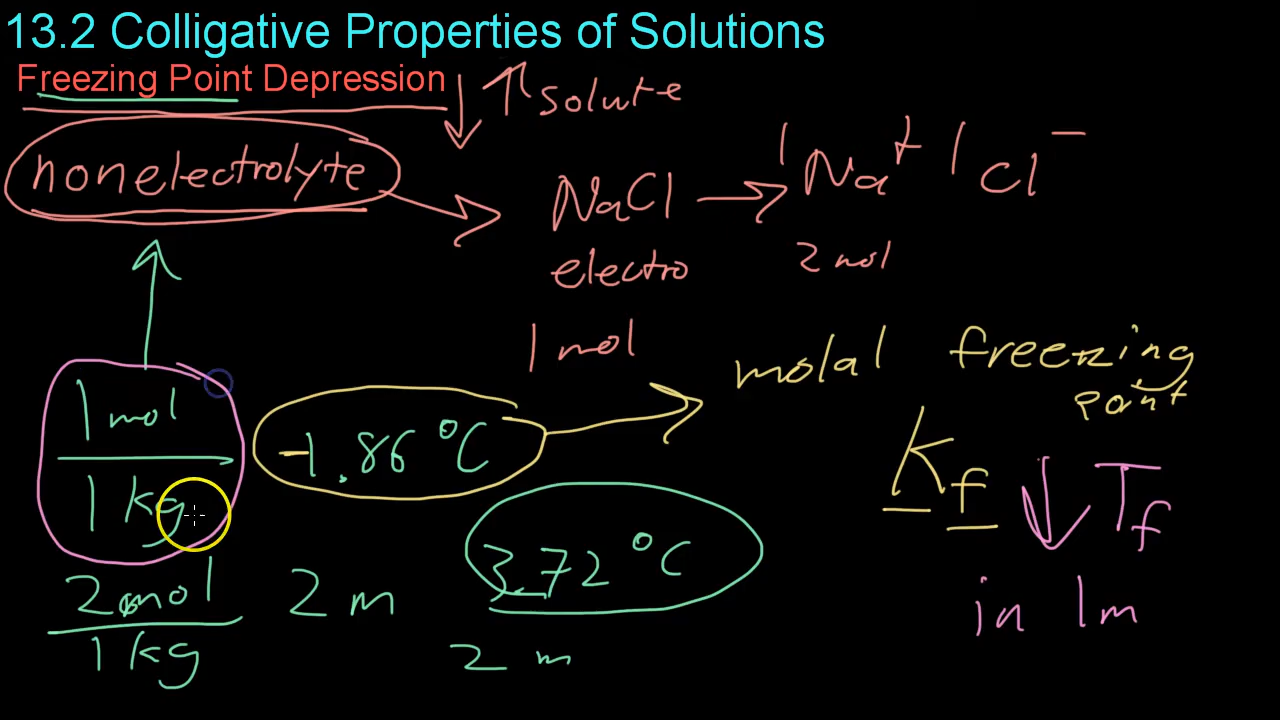 13.2 Colligative Properties of Solutions
Freezing Point Depression ↓ ↑ solute
nonelectrolyte → NaCl → 1 Na⁺ 1 Cl⁻
electro 2 mol
1 mol
molal freezing
point
1 mol
1 kg
-1.86 °C
K_f ↓ T_f
in 1m
3.72 °C
2 mol
1 kg
2 m
2 m